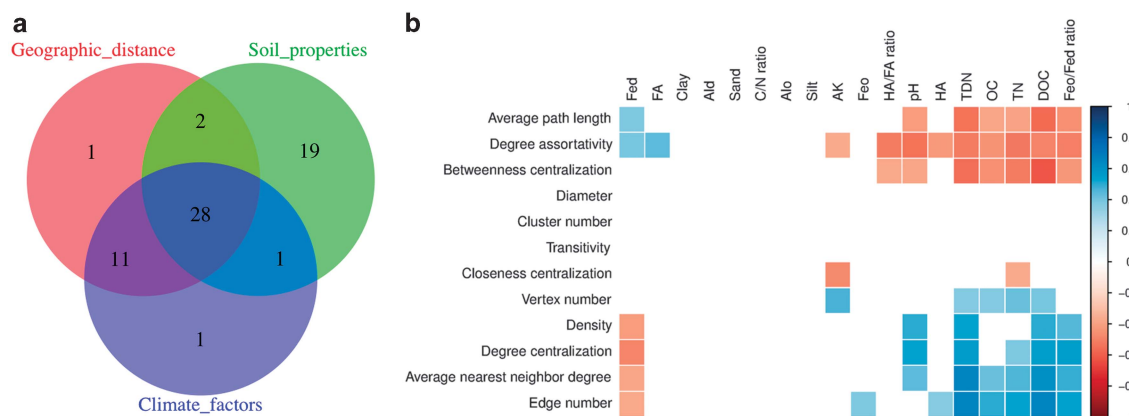 a
Geographic_distance
Soil_properties
2
1
19
28
11
1
1
Climate_factors
b
Fed
FA
Clay
Ald
Sand
C/N ratio
Alo
Silt
AK
Feo
HA/FA ratio
pH
HA
TDN
OC
TN
DOC
Feo/Fed ratio
Average path length
Degree assortativity
Betweenness centralization
Diameter
Cluster number
Transitivity
Closeness centralization
Vertex number
Density
Degree centralization
Average nearest neighbor degree
Edge number